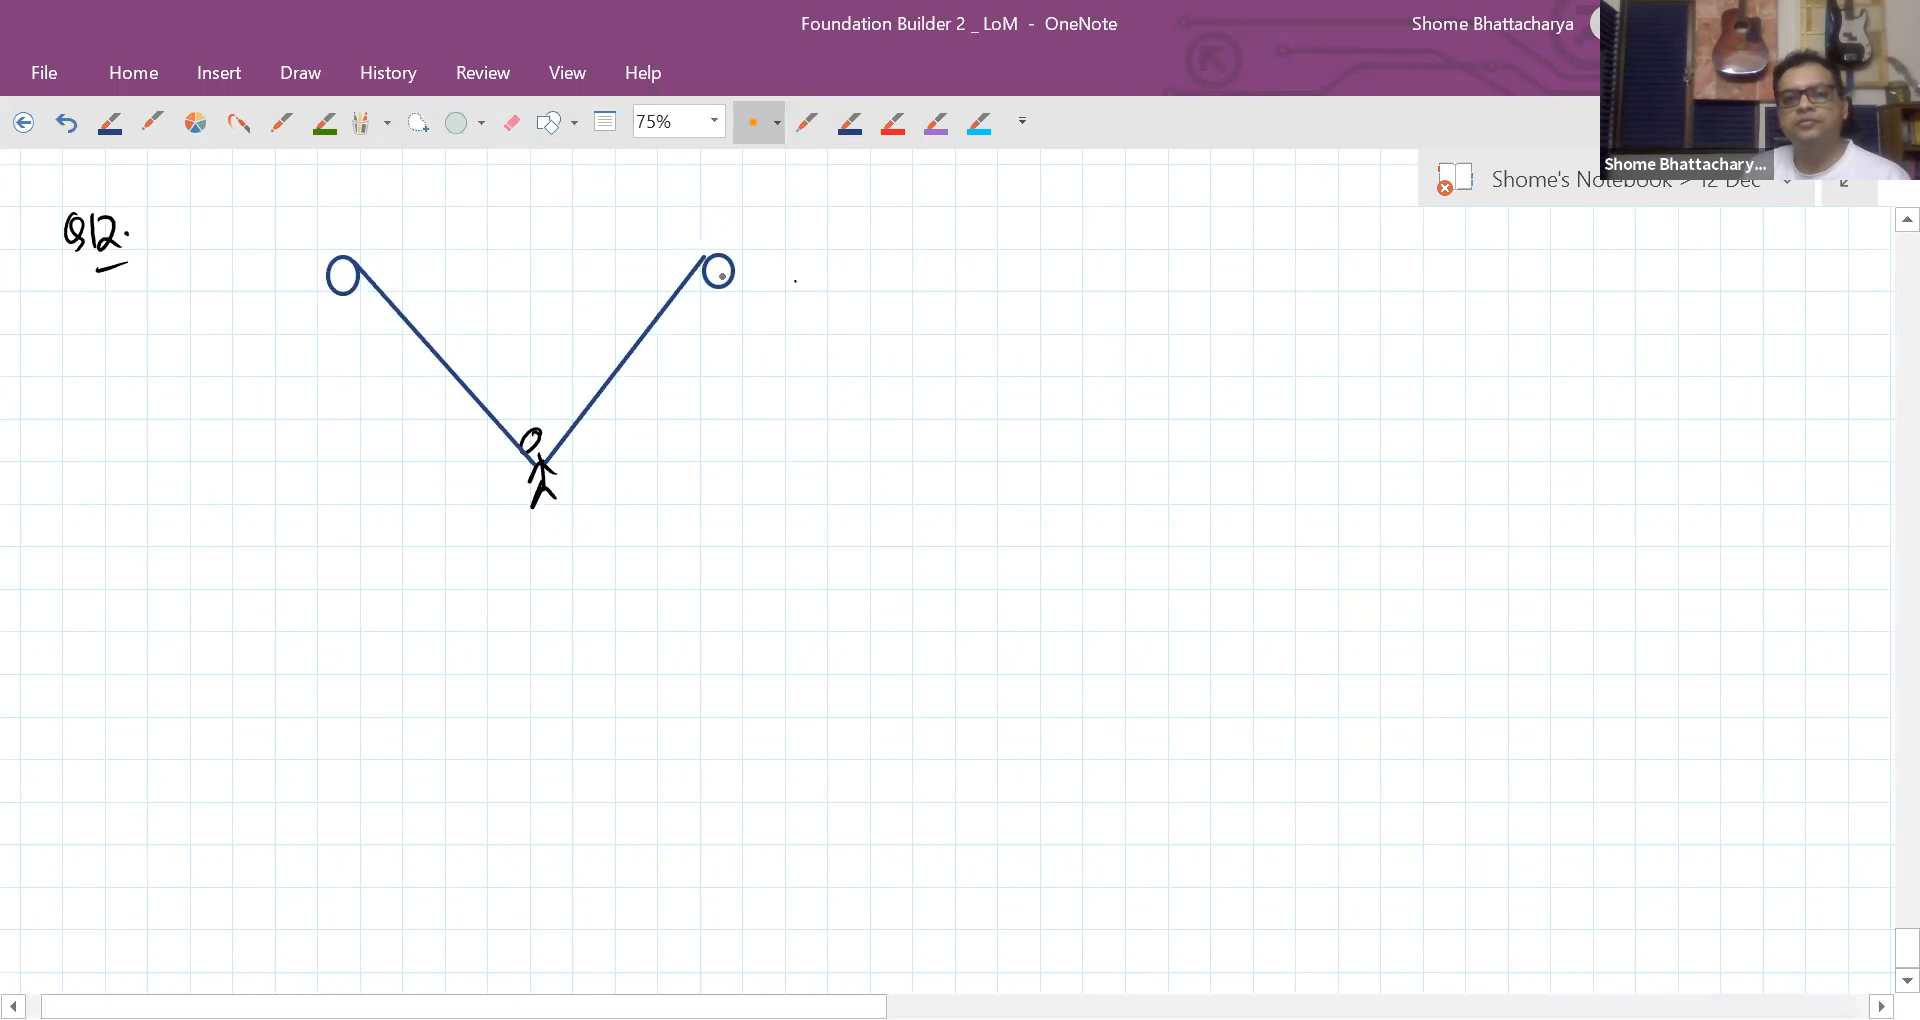 Foundation Builder 2 _ LoM - OneNote
Shome Bhattacharya
File Home Insert Draw History Review View Help
75%
Shome Bhattachary...
Shome's Notebook > 12 Dec
Q12.